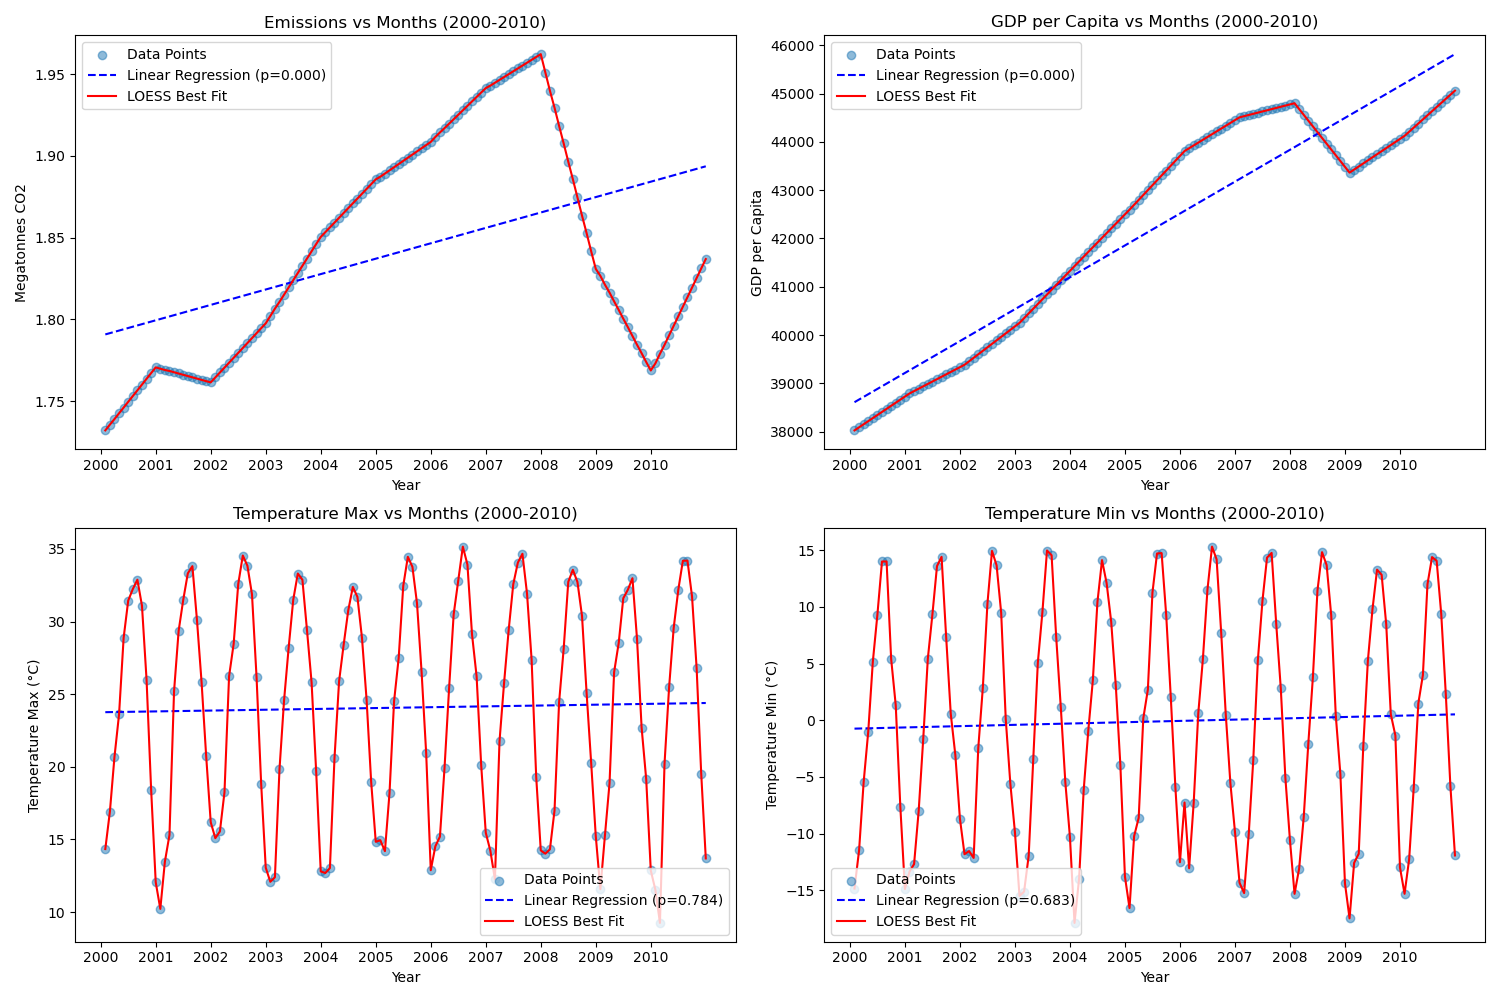 Emissions vs Months (2000-2010)
Data Points
Linear Regression (p=0.000)
LOESS Best Fit
1.95
1.90
1.85
1.80
1.75
Megatonnes CO2
2000 2001 2002 2003 2004 2005 2006 2007 2008 2009 2010
Year
GDP per Capita vs Months (2000-2010)
Data Points
Linear Regression (p=0.000)
LOESS Best Fit
46000
45000
44000
43000
42000
41000
40000
39000
38000
GDP per Capita
2000 2001 2002 2003 2004 2005 2006 2007 2008 2009 2010
Year
Temperature Max vs Months (2000-2010)
35
30
25
20
15
10
Temperature Max (°C)
Data Points
Linear Regression (p=0.784)
LOESS Best Fit
2000 2001 2002 2003 2004 2005 2006 2007 2008 2009 2010
Year
Temperature Min vs Months (2000-2010)
15
10
5
0
−5
−10
−15
Temperature Min (°C)
Data Points
Linear Regression (p=0.683)
LOESS Best Fit
2000 2001 2002 2003 2004 2005 2006 2007 2008 2009 2010
Year